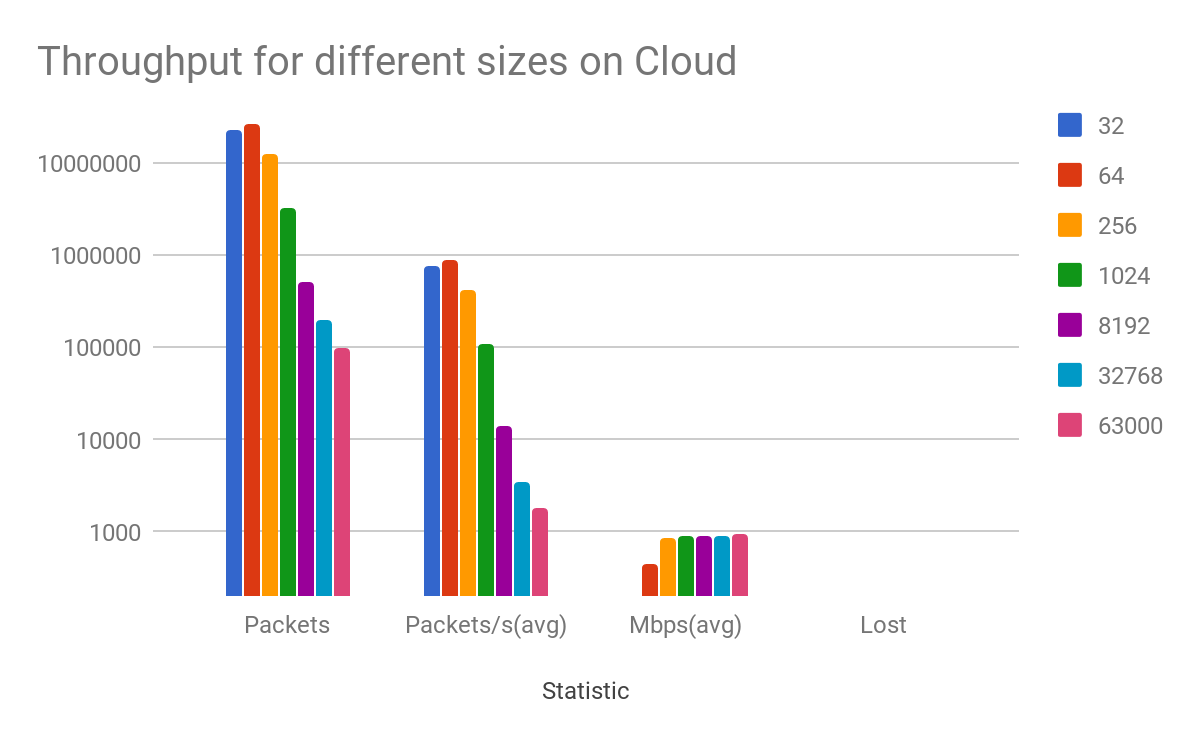 Throughput for different sizes on Cloud
10000000
1000000
100000
10000
1000
Packets
Packets/s(avg)
Mbps(avg)
Lost
Statistic
32
64
256
1024
8192
32768
63000